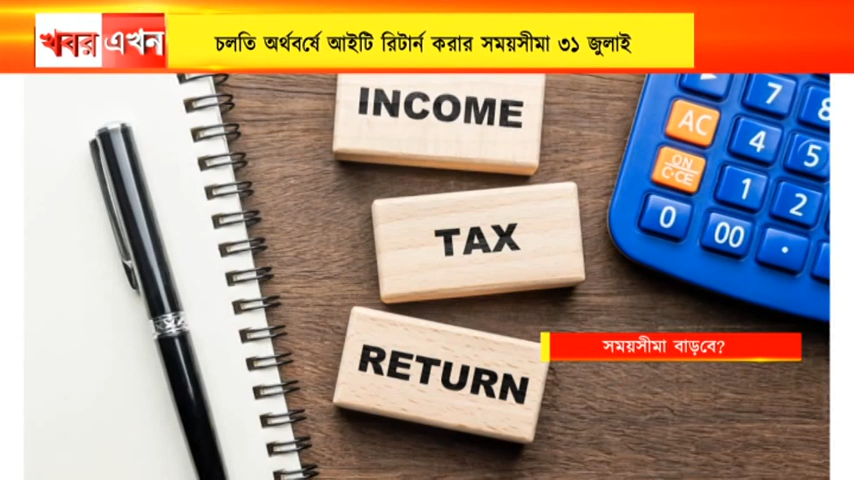 খবর এখন
চলতি অর্থবর্ষে আইটি রিটার্ন করার সময়সীমা ৩১ জুলাই
INCOME
TAX
RETURN
সময়সীমা বাড়বে?
7
8
AC
4
5
ON
C·CE
1
2
0
00
.